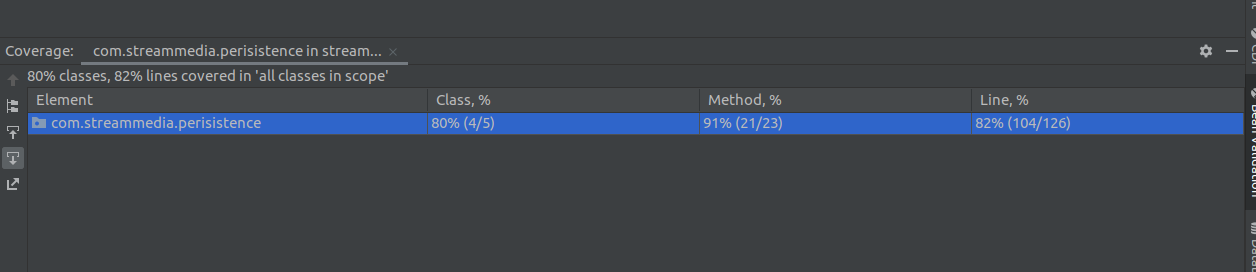 Coverage: com.streammedia.perisistence in stream... ×
80% classes, 82% lines covered in 'all classes in scope'
Element Class, % Method, % Line, %
com.streammedia.perisistence 80% (4/5) 91% (21/23) 82% (104/126)
CDI
Bean Validation